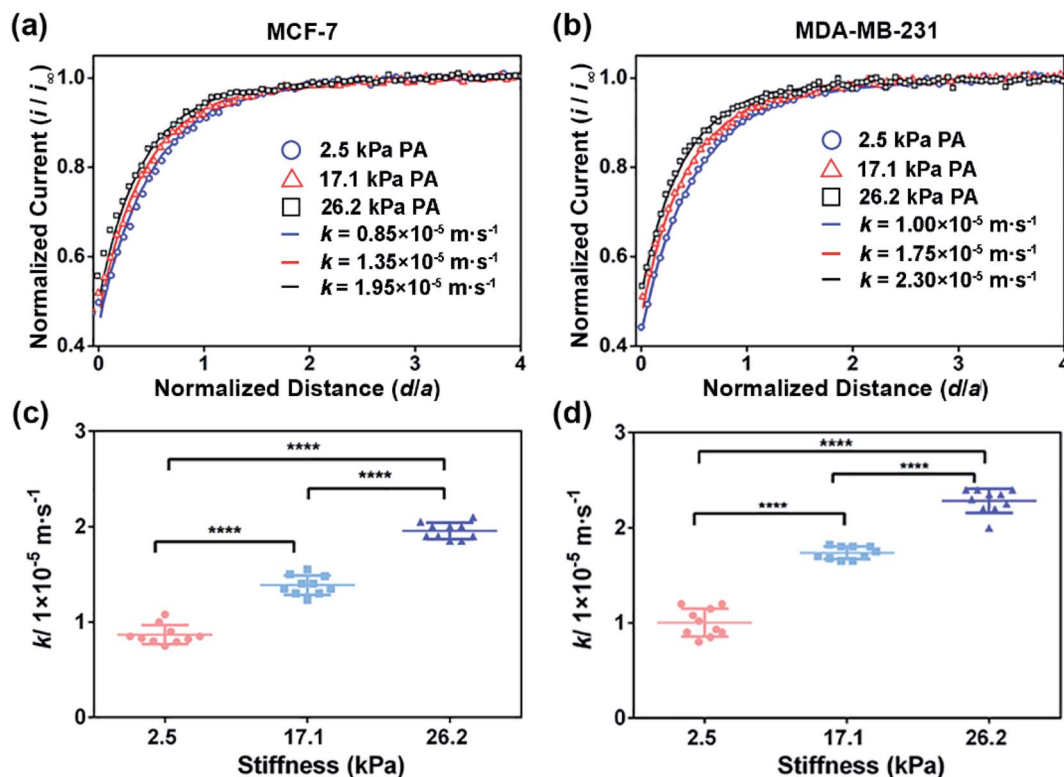 (a)
MCF-7
Normalized Current (i / i∞)
1.0
0.8
0.6
0.4
2.5 kPa PA
17.1 kPa PA
26.2 kPa PA
k = 0.85×10⁻⁵ m·s⁻¹
k = 1.35×10⁻⁵ m·s⁻¹
k = 1.95×10⁻⁵ m·s⁻¹
0 1 2 3 4
Normalized Distance (d/a)
(b)
MDA-MB-231
Normalized Current (i / i∞)
1.0
0.8
0.6
0.4
2.5 kPa PA
17.1 kPa PA
26.2 kPa PA
k = 1.00×10⁻⁵ m·s⁻¹
k = 1.75×10⁻⁵ m·s⁻¹
k = 2.30×10⁻⁵ m·s⁻¹
0 1 2 3 4
Normalized Distance (d/a)
(c)
k/ 1×10⁻⁵ m·s⁻¹
3
2
1
0
****
****
****
2.5 17.1 26.2
Stiffness (kPa)
(d)
k/ 1×10⁻⁵ m·s⁻¹
3
2
1
0
****
****
****
2.5 17.1 26.2
Stiffness (kPa)